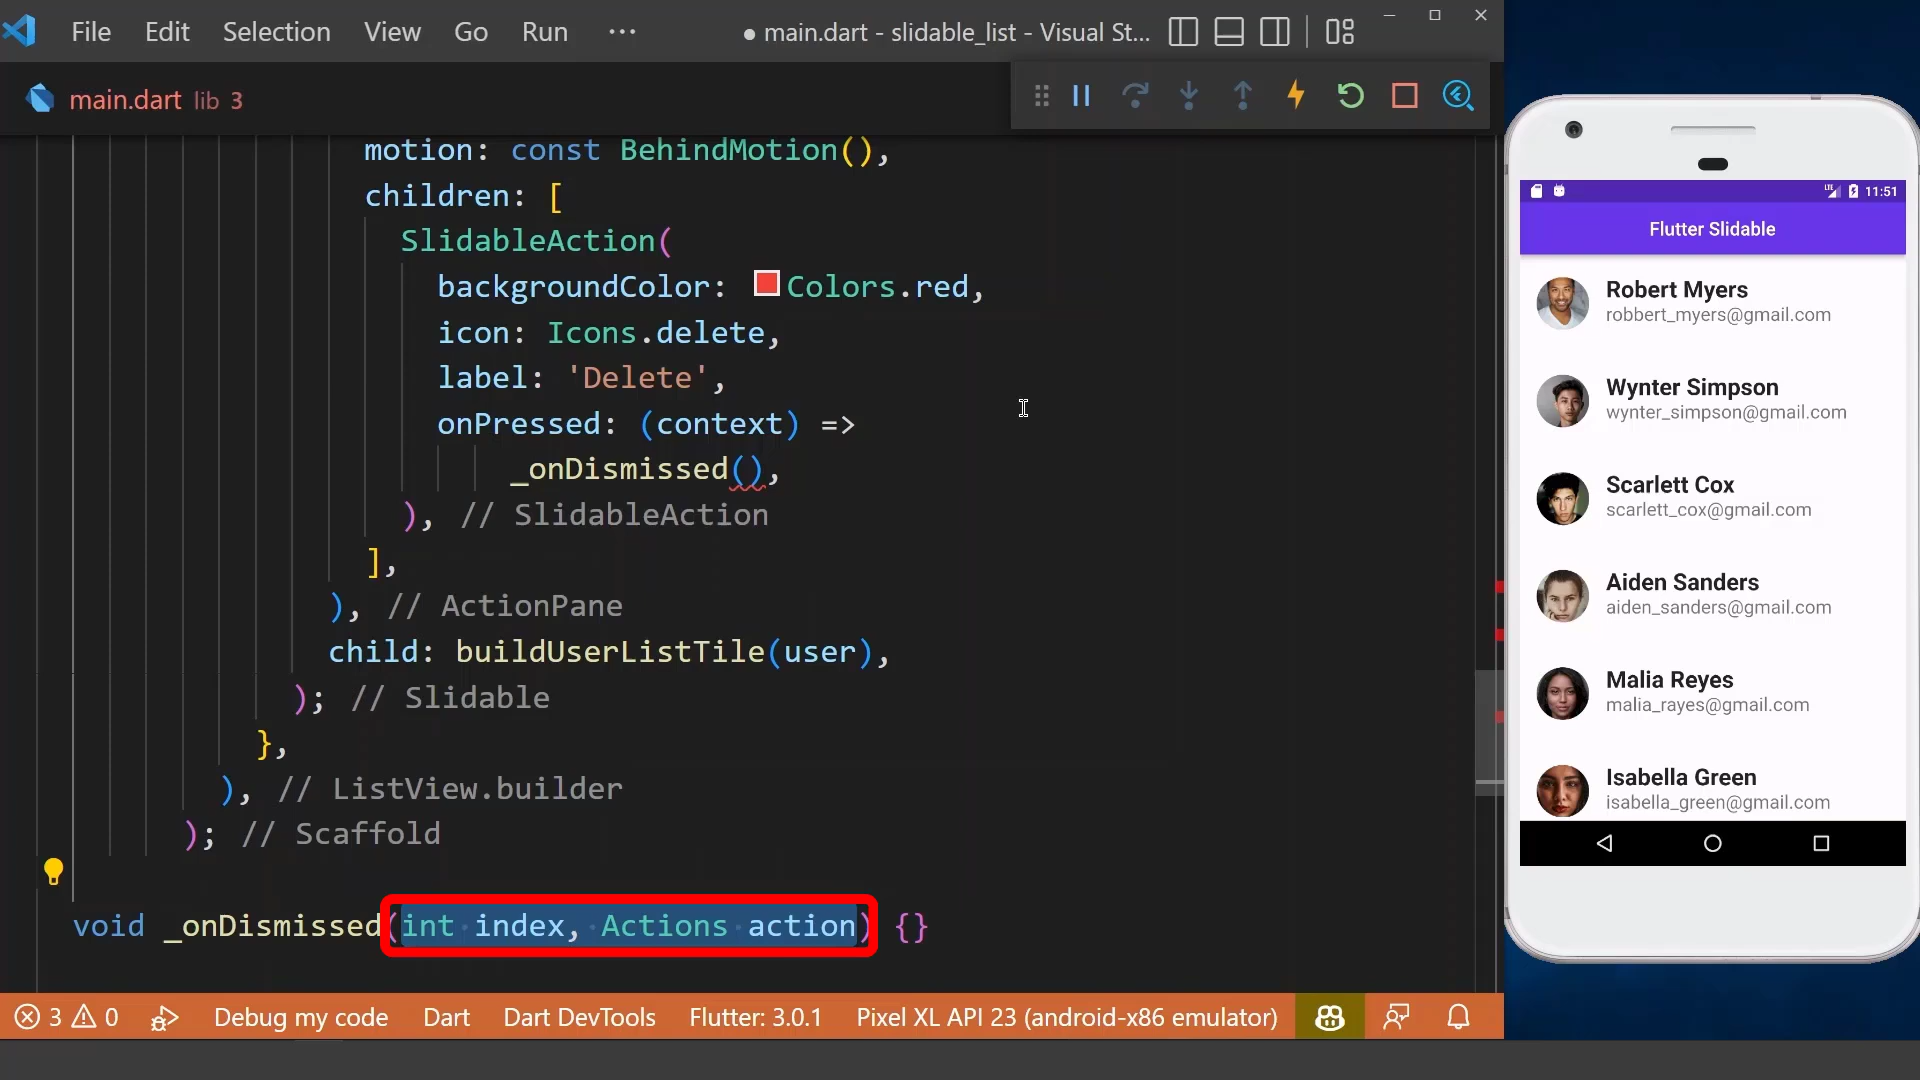 File Edit Selection View Go Run ···
● main.dart - slidable_list - Visual St...
main.dart lib 3
motion: const BehindMotion(),
children: [
SlidableAction(
backgroundColor: Colors.red,
icon: Icons.delete,
label: 'Delete',
onPressed: (context) =>
_onDismissed(),
), // SlidableAction
],
), // ActionPane
child: buildUserListTile(user),
); // Slidable
},
), // ListView.builder
); // Scaffold
void _onDismissed(int index, Actions action) {}
3 0 Debug my code Dart Dart DevTools Flutter: 3.0.1 Pixel XL API 23 (android-x86 emulator)
LTE 11:51
Flutter Slidable
Robert Myers
robbert_myers@gmail.com
Wynter Simpson
wynter_simpson@gmail.com
Scarlett Cox
scarlett_cox@gmail.com
Aiden Sanders
aiden_sanders@gmail.com
Malia Reyes
malia_rayes@gmail.com
Isabella Green
isabella_green@gmail.com